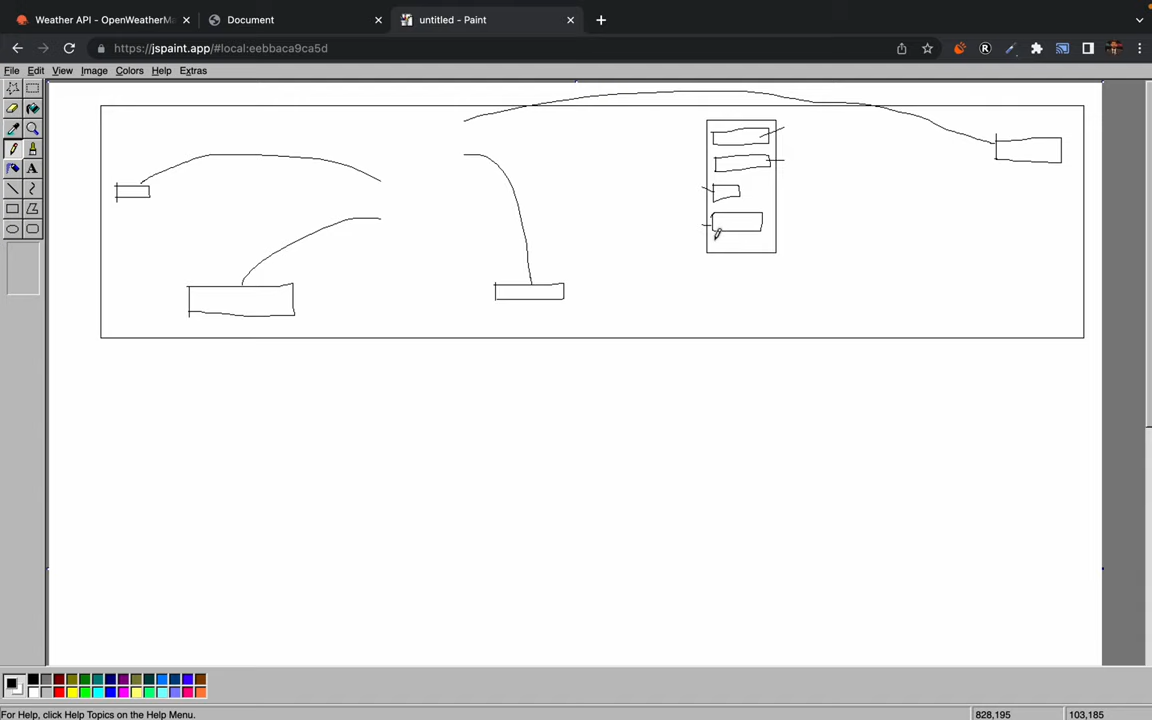 Weather API - OpenWeatherMa
Document
untitled - Paint
https://jspaint.app/#local:eebbaca9ca5d
File Edit View Image Colors Help Extras
For Help, click Help Topics on the Help Menu.
828,195
103,185